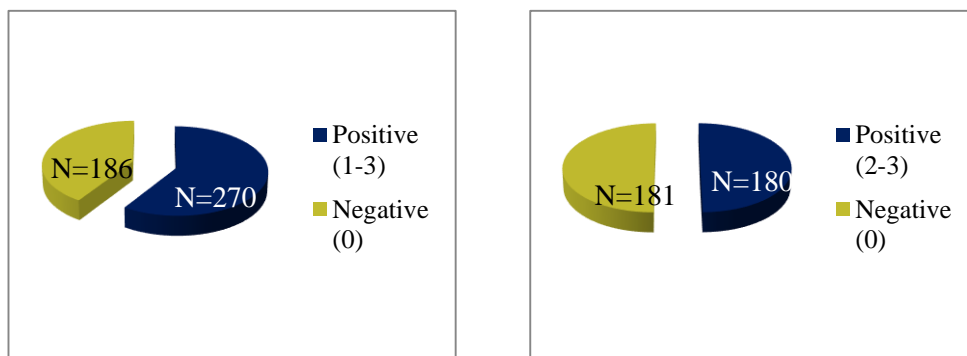 N=186
N=270
Positive
(1-3)
Negative
(0)
N=181
N=180
Positive
(2-3)
Negative
(0)